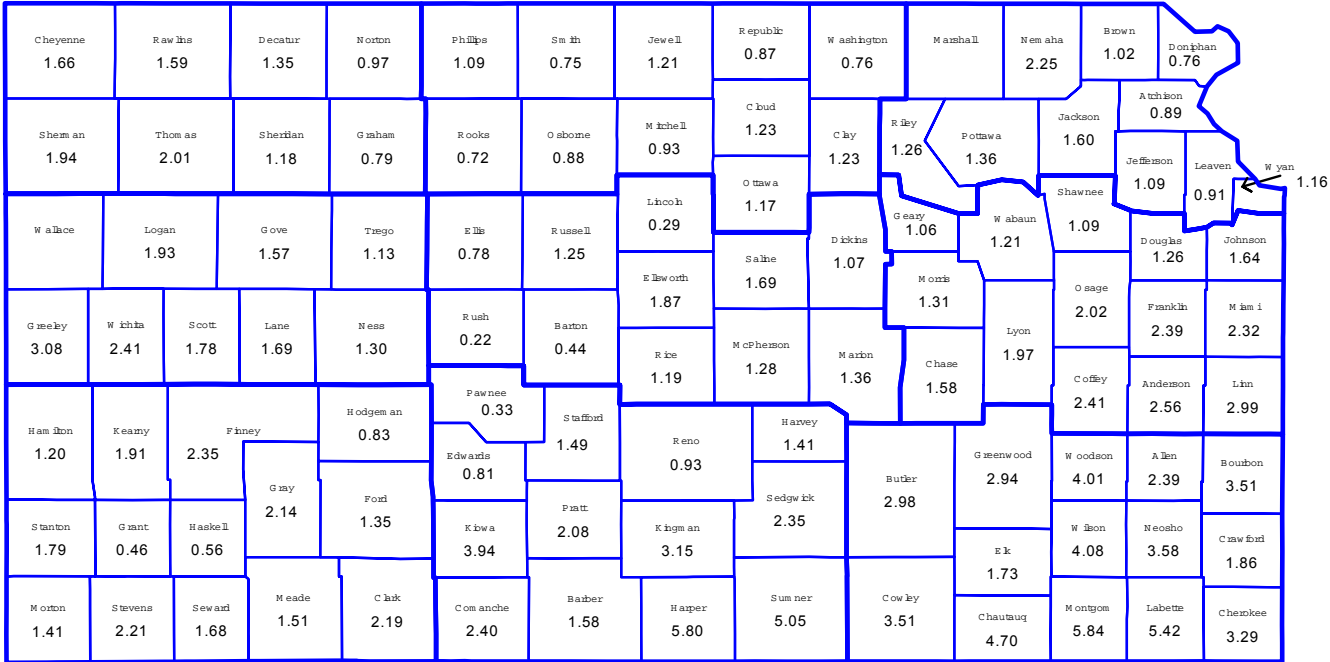 Cheyenne
1.66
Rawlins
1.59
Decatur
1.35
Norton
0.97
Phillips
1.09
Smith
0.75
Jewell
1.21
Republic
0.87
Washington
0.76
Marshall
Nemaha
2.25
Brown
1.02
Doniphan
0.76
Sherman
1.94
Thomas
2.01
Sheridan
1.18
Graham
0.79
Rooks
0.72
Osborne
0.88
Mitchell
0.93
Cloud
1.23
Clay
1.23
Riley
1.26
Pottawa
1.36
Jackson
1.60
Atchison
0.89
Jefferson
1.09
Leaven
0.91
Wyan
1.16
Wallace
Logan
1.93
Gove
1.57
Trego
1.13
Ellis
0.78
Russell
1.25
Lincoln
0.29
Ottawa
1.17
Dickins
1.07
Geary
1.06
Wabaun
1.21
Shawnee
1.09
Douglas
1.26
Johnson
1.64
Ellsworth
1.87
Saline
1.69
Morris
1.31
Osage
2.02
Franklin
2.39
Miami
2.32
Greeley
3.08
Wichita
2.41
Scott
1.78
Lane
1.69
Ness
1.30
Rush
0.22
Barton
0.44
Rice
1.19
McPherson
1.28
Marion
1.36
Chase
1.58
Lyon
1.97
Coffey
2.41
Anderson
2.56
Linn
2.99
Hamilton
1.20
Kearny
1.91
Finney
2.35
Hodgeman
0.83
Pawnee
0.33
Stafford
1.49
Reno
0.93
Harvey
1.41
Edwards
0.81
Gray
2.14
Ford
1.35
Pratt
2.08
Sedgwick
2.35
Butler
2.98
Greenwood
2.94
Woodson
4.01
Allen
2.39
Bourbon
3.51
Stanton
1.79
Grant
0.46
Haskell
0.56
Kiowa
3.94
Kingman
3.15
Elk
1.73
Wilson
4.08
Neosho
3.58
Crawford
1.86
Morton
1.41
Stevens
2.21
Seward
1.68
Meade
1.51
Clark
2.19
Comanche
2.40
Barber
1.58
Harper
5.80
Sumner
5.05
Cowley
3.51
Chautauq
4.70
Montgom
5.84
Labette
5.42
Cherokee
3.29